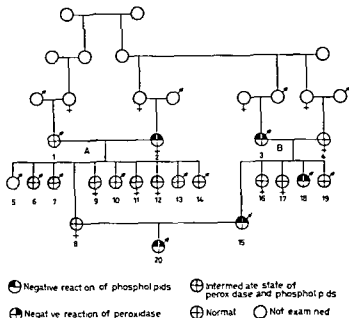 A
B
1
2
3
4
5
6
7
9
10
11
12
13
14
16
17
18
19
8
15
20
Negative reaction of phospholipids
Intermediate state of peroxidase and phospholipids
Negative reaction of peroxidase
Normal
Not examined